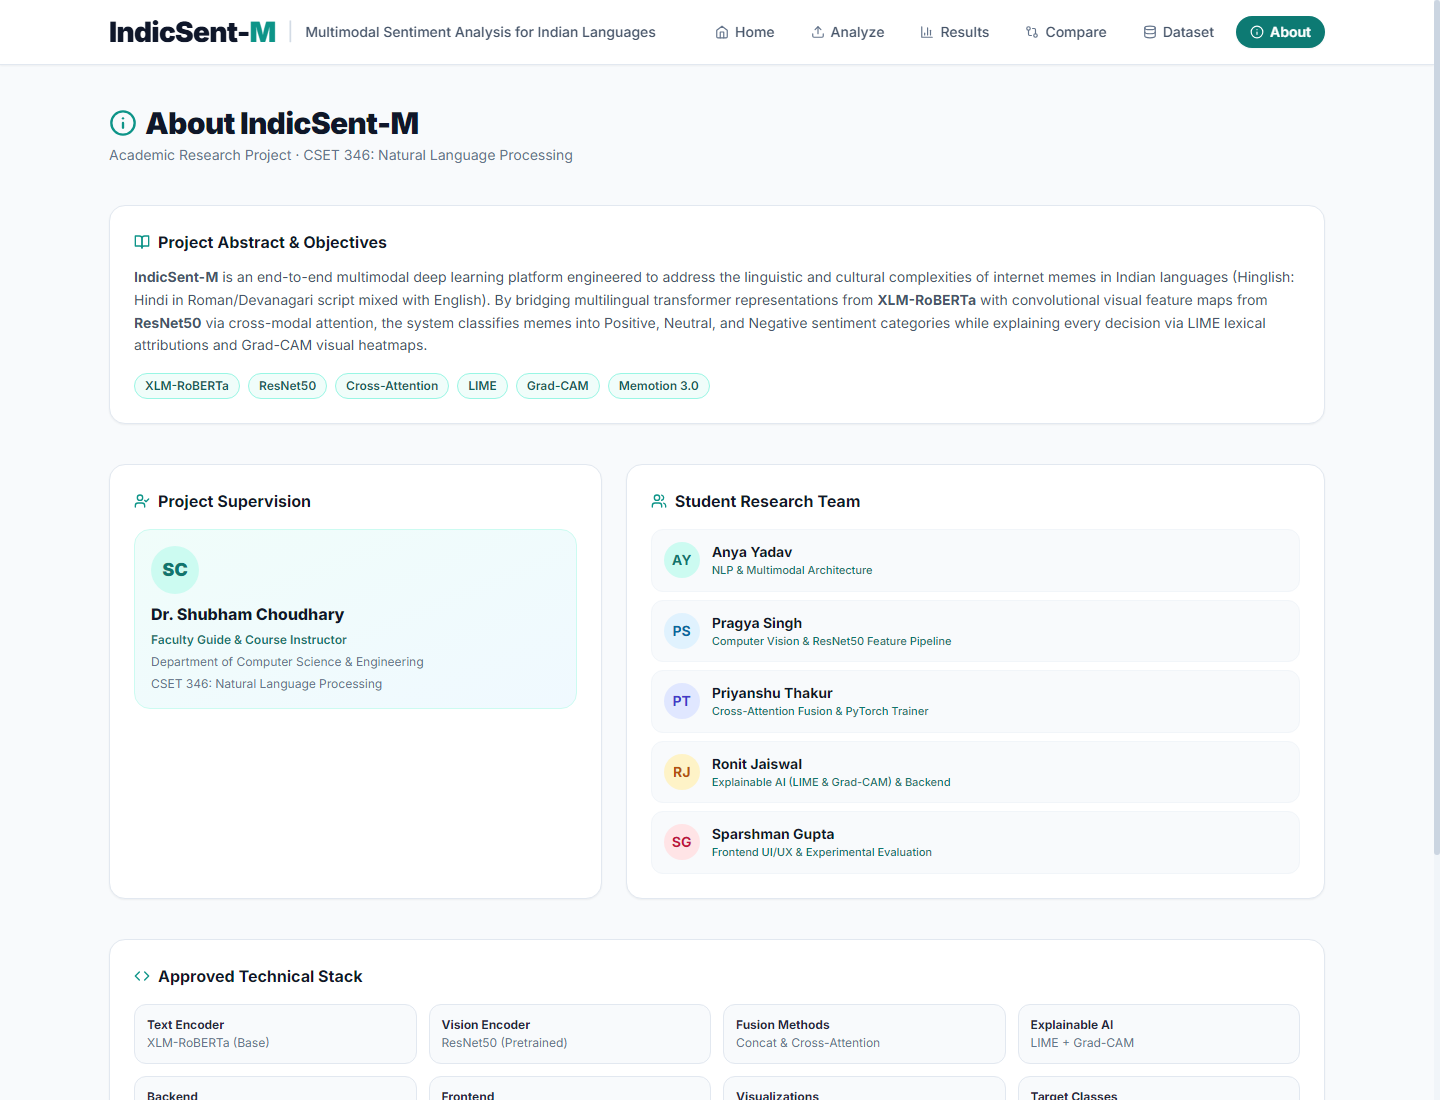 IndicSent-M
Multimodal Sentiment Analysis for Indian Languages
Home
Analyze
Results
Compare
Dataset
About
About IndicSent-M
Academic Research Project · CSET 346: Natural Language Processing
Project Abstract & Objectives
IndicSent-M is an end-to-end multimodal deep learning platform engineered to address the linguistic and cultural complexities of internet memes in Indian languages (Hinglish:
Hindi in Roman/Devanagari script mixed with English). By bridging multilingual transformer representations from XLM-RoBERTa with convolutional visual feature maps from
ResNet50 via cross-modal attention, the system classifies memes into Positive, Neutral, and Negative sentiment categories while explaining every decision via LIME lexical
attributions and Grad-CAM visual heatmaps.
XLM-RoBERTa
ResNet50
Cross-Attention
LIME
Grad-CAM
Memotion 3.0
Project Supervision
SC
Dr. Shubham Choudhary
Faculty Guide & Course Instructor
Department of Computer Science & Engineering
CSET 346: Natural Language Processing
Student Research Team
AY
Anya Yadav
NLP & Multimodal Architecture
PS
Pragya Singh
Computer Vision & ResNet50 Feature Pipeline
PT
Priyanshu Thakur
Cross-Attention Fusion & PyTorch Trainer
RJ
Ronit Jaiswal
Explainable AI (LIME & Grad-CAM) & Backend
SG
Sparshman Gupta
Frontend UI/UX & Experimental Evaluation
Approved Technical Stack
Text Encoder
XLM-RoBERTa (Base)
Vision Encoder
ResNet50 (Pretrained)
Fusion Methods
Concat & Cross-Attention
Explainable AI
LIME + Grad-CAM
Backend
Frontend
Visualizations
Target Classes